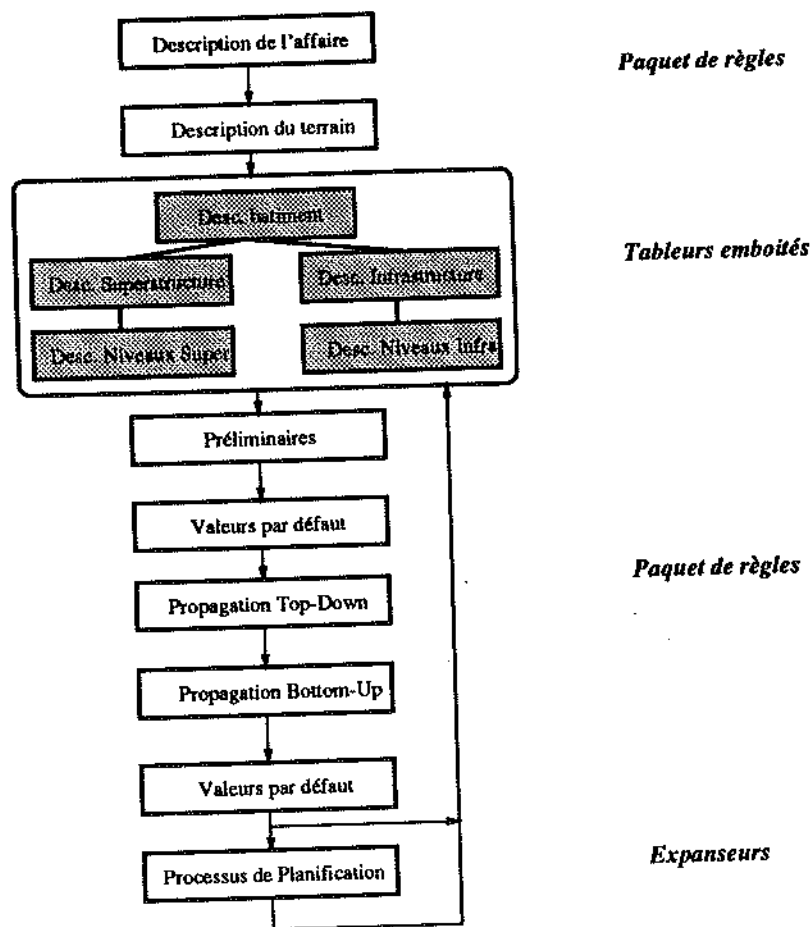 Description de l'affaire
Paquet de règles
Description du terrain
Desc. batiment
Tableurs emboités
Desc. Superstructure
Desc. Infrastructure
Desc. Niveaux Super
Desc. Niveaux Infra
Préliminaires
Valeurs par défaut
Paquet de règles
Propagation Top-Down
Propagation Bottom-Up
Valeurs par défaut
Expanseurs
Processus de Planification